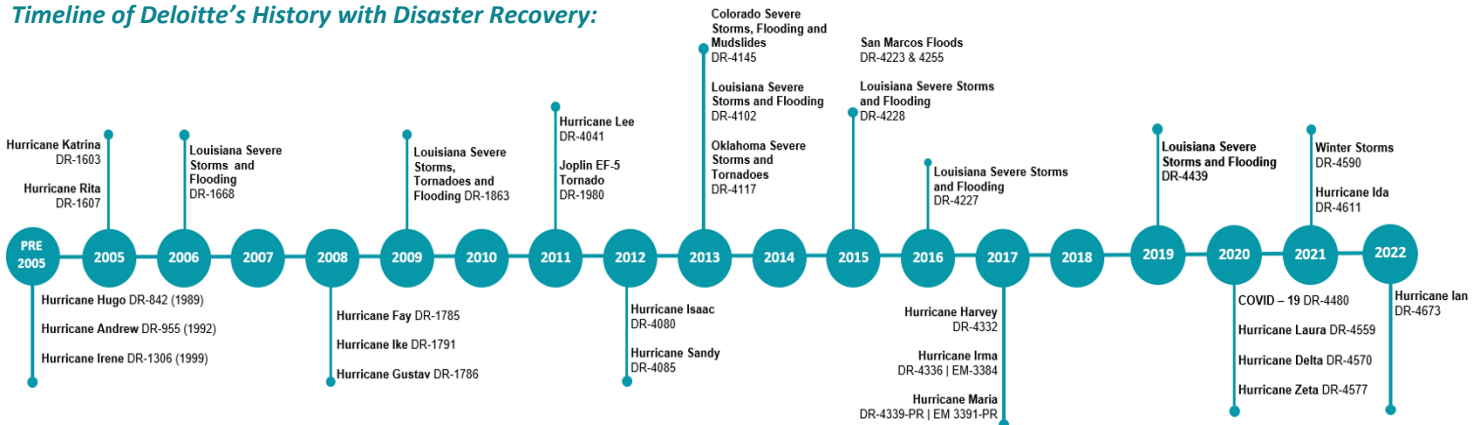 Timeline of Deloitte’s History with Disaster Recovery:
Hurricane Katrina
DR-1603
Hurricane Rita
DR-1607
Louisiana Severe
Storms and
Flooding
DR-1668
Louisiana Severe
Storms,
Tornadoes and
Flooding DR-1863
Hurricane Lee
DR-4041
Joplin EF-5
Tornado
DR-1980
Colorado Severe
Storms, Flooding and
Mudslides
DR-4145
Louisiana Severe
Storms and Flooding
DR-4102
Oklahoma Severe
Storms and
Tornadoes
DR-4117
San Marcos Floods
DR-4223 & 4255
Louisiana Severe Storms
and Flooding
DR-4228
Louisiana Severe Storms
and Flooding
DR-4227
Louisiana Severe
Storms and Flooding
DR-4439
Winter Storms
DR-4590
Hurricane Ida
DR-4611
PRE
2005
2005
2006
2007
2008
2009
2010
2011
2012
2013
2014
2015
2016
2017
2018
2019
2020
2021
2022
Hurricane Hugo DR-842 (1989)
Hurricane Andrew DR-955 (1992)
Hurricane Irene DR-1306 (1999)
Hurricane Fay DR-1785
Hurricane Ike DR-1791
Hurricane Gustav DR-1786
Hurricane Isaac
DR-4080
Hurricane Sandy
DR-4085
Hurricane Harvey
DR-4332
Hurricane Irma
DR-4336 | EM-3384
Hurricane Maria
DR-4339-PR | EM 3391-PR
COVID – 19 DR-4480
Hurricane Laura DR-4559
Hurricane Delta DR-4570
Hurricane Zeta DR-4577
Hurricane Ian
DR-4673